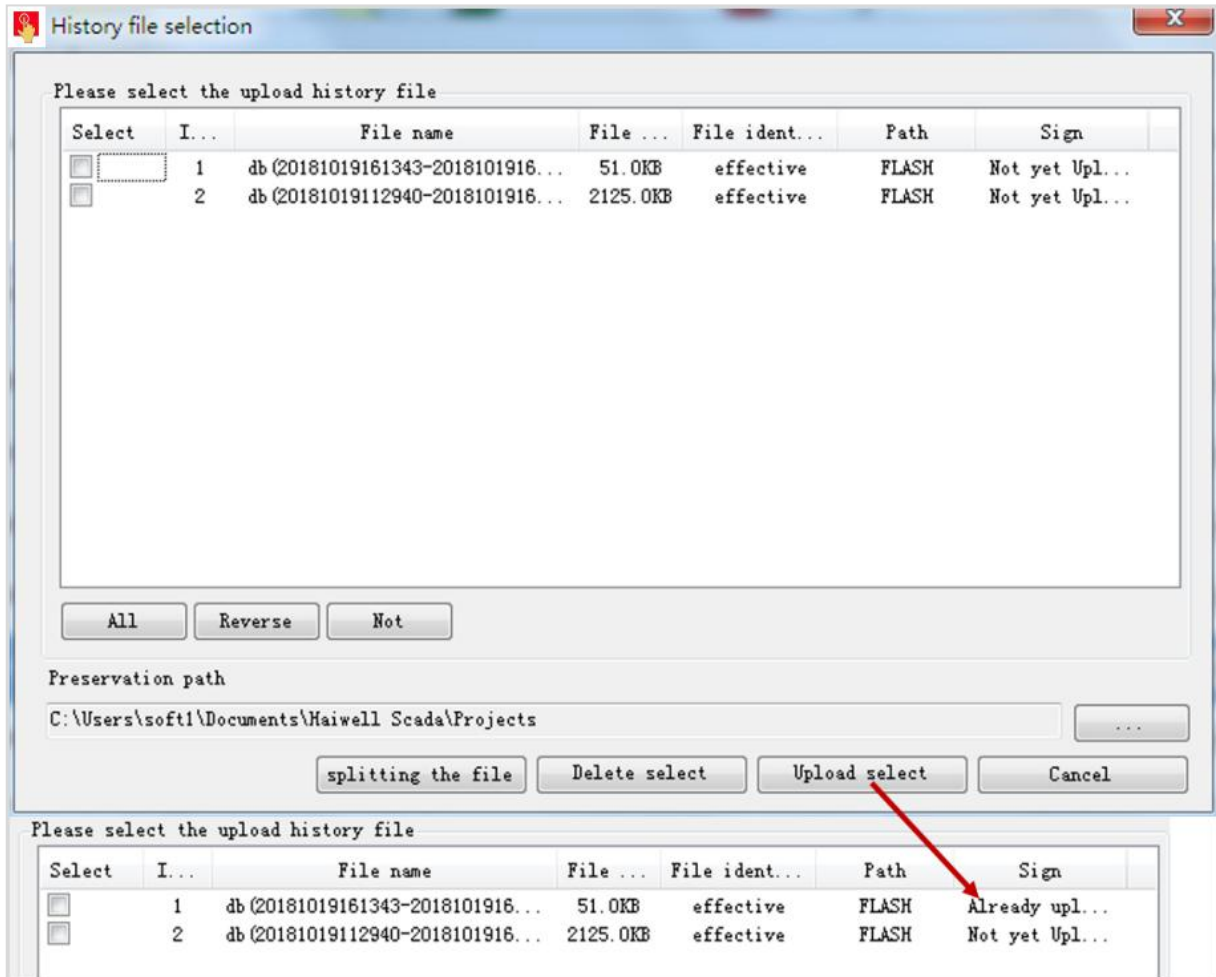 History file selection
Please select the upload history file
Select I... File name File ... File ident... Path Sign
1 db(20181019161343-2018101916... 51.0KB effective FLASH Not yet Upl...
2 db(20181019112940-2018101916... 2125.0KB effective FLASH Not yet Upl...
All Reverse Not
Preservation path
C:\Users\soft1\Documents\Haiwell Scada\Projects ...
splitting the file Delete select Upload select Cancel
Please select the upload history file
Select I... File name File ... File ident... Path Sign
1 db(20181019161343-2018101916... 51.0KB effective FLASH Already upl...
2 db(20181019112940-2018101916... 2125.0KB effective FLASH Not yet Upl...